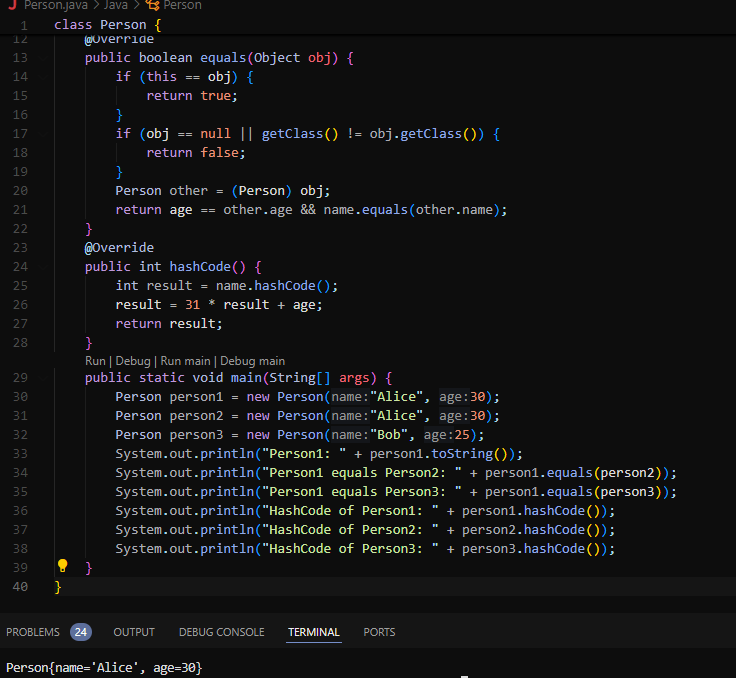 J Person.java > Java > Person
1 class Person {
12 @Override
13 public boolean equals(Object obj) {
14 if (this == obj) {
15 return true;
16 }
17 if (obj == null || getClass() != obj.getClass()) {
18 return false;
19 }
20 Person other = (Person) obj;
21 return age == other.age && name.equals(other.name);
22 }
23 @Override
24 public int hashCode() {
25 int result = name.hashCode();
26 result = 31 * result + age;
27 return result;
28 }
Run | Debug | Run main | Debug main
29 public static void main(String[] args) {
30 Person person1 = new Person(name:"Alice", age:30);
31 Person person2 = new Person(name:"Alice", age:30);
32 Person person3 = new Person(name:"Bob", age:25);
33 System.out.println("Person1: " + person1.toString());
34 System.out.println("Person1 equals Person2: " + person1.equals(person2));
35 System.out.println("Person1 equals Person3: " + person1.equals(person3));
36 System.out.println("HashCode of Person1: " + person1.hashCode());
37 System.out.println("HashCode of Person2: " + person2.hashCode());
38 System.out.println("HashCode of Person3: " + person3.hashCode());
39 }
40 }
PROBLEMS 24 OUTPUT DEBUG CONSOLE TERMINAL PORTS
Person{name='Alice', age=30}